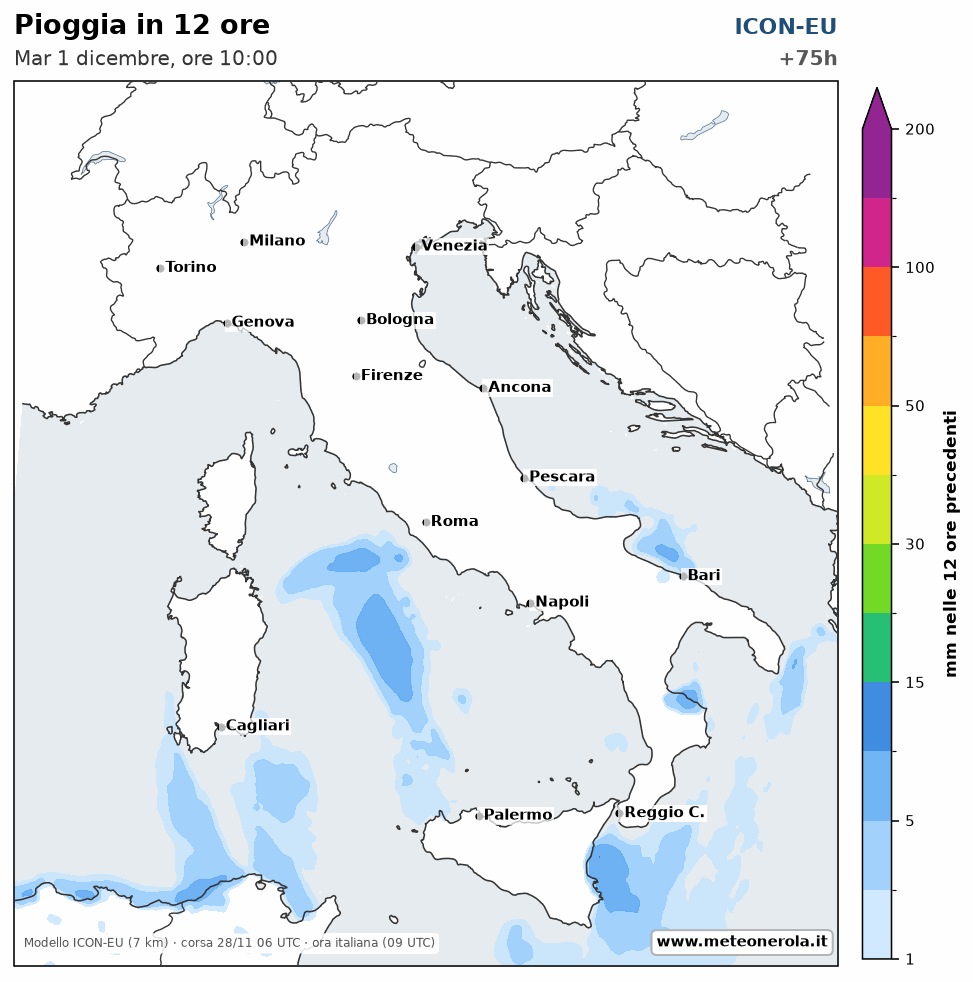 Pioggia in 12 ore
ICON-EU
Mar 1 dicembre, ore 10:00
+75h
200
100
50
30
15
5
1
mm nelle 12 ore precedenti
Milano
Venezia
Torino
Genova
Bologna
Firenze
Ancona
Pescara
Roma
Bari
Napoli
Cagliari
Palermo
Reggio C.
Modello ICON-EU (7 km) · corsa 28/11 06 UTC · ora italiana (09 UTC)
www.meteonerola.it